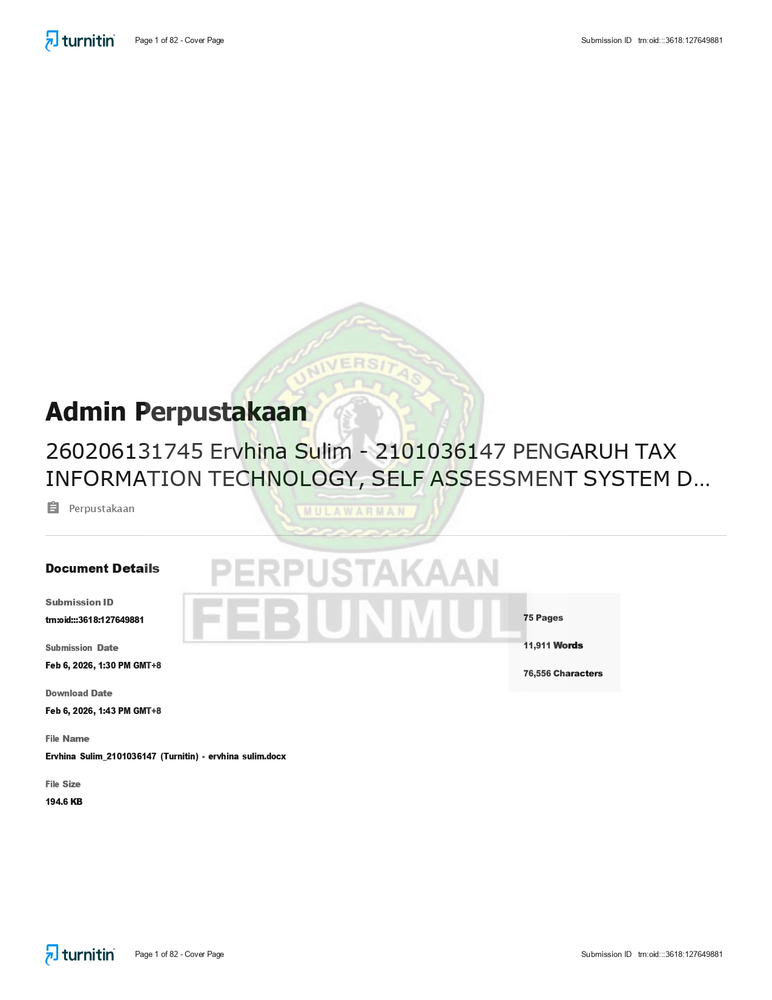 turnitin Page 1 of 82 - Cover Page Submission ID trn:oid:::3618:127649881
UNIVERSITAS
Admin Perpustakaan
260206131745 Ervhina Sulim - 2101036147 PENGARUH TAX
INFORMATION TECHNOLOGY, SELF ASSESSMENT SYSTEM D...
Perpustakaan
MULAWARMAN
PERPUSTAKAAN
FEB UNMUL
Document Details
Submission ID
trn:oid:::3618:127649881
Submission Date
Feb 6, 2026, 1:30 PM GMT+8
Download Date
Feb 6, 2026, 1:43 PM GMT+8
File Name
Ervhina Sulim_2101036147 (Turnitin) - ervhina sulim.docx
File Size
194.6 KB
75 Pages
11,911 Words
76,556 Characters
turnitin Page 1 of 82 - Cover Page Submission ID trn:oid:::3618:127649881